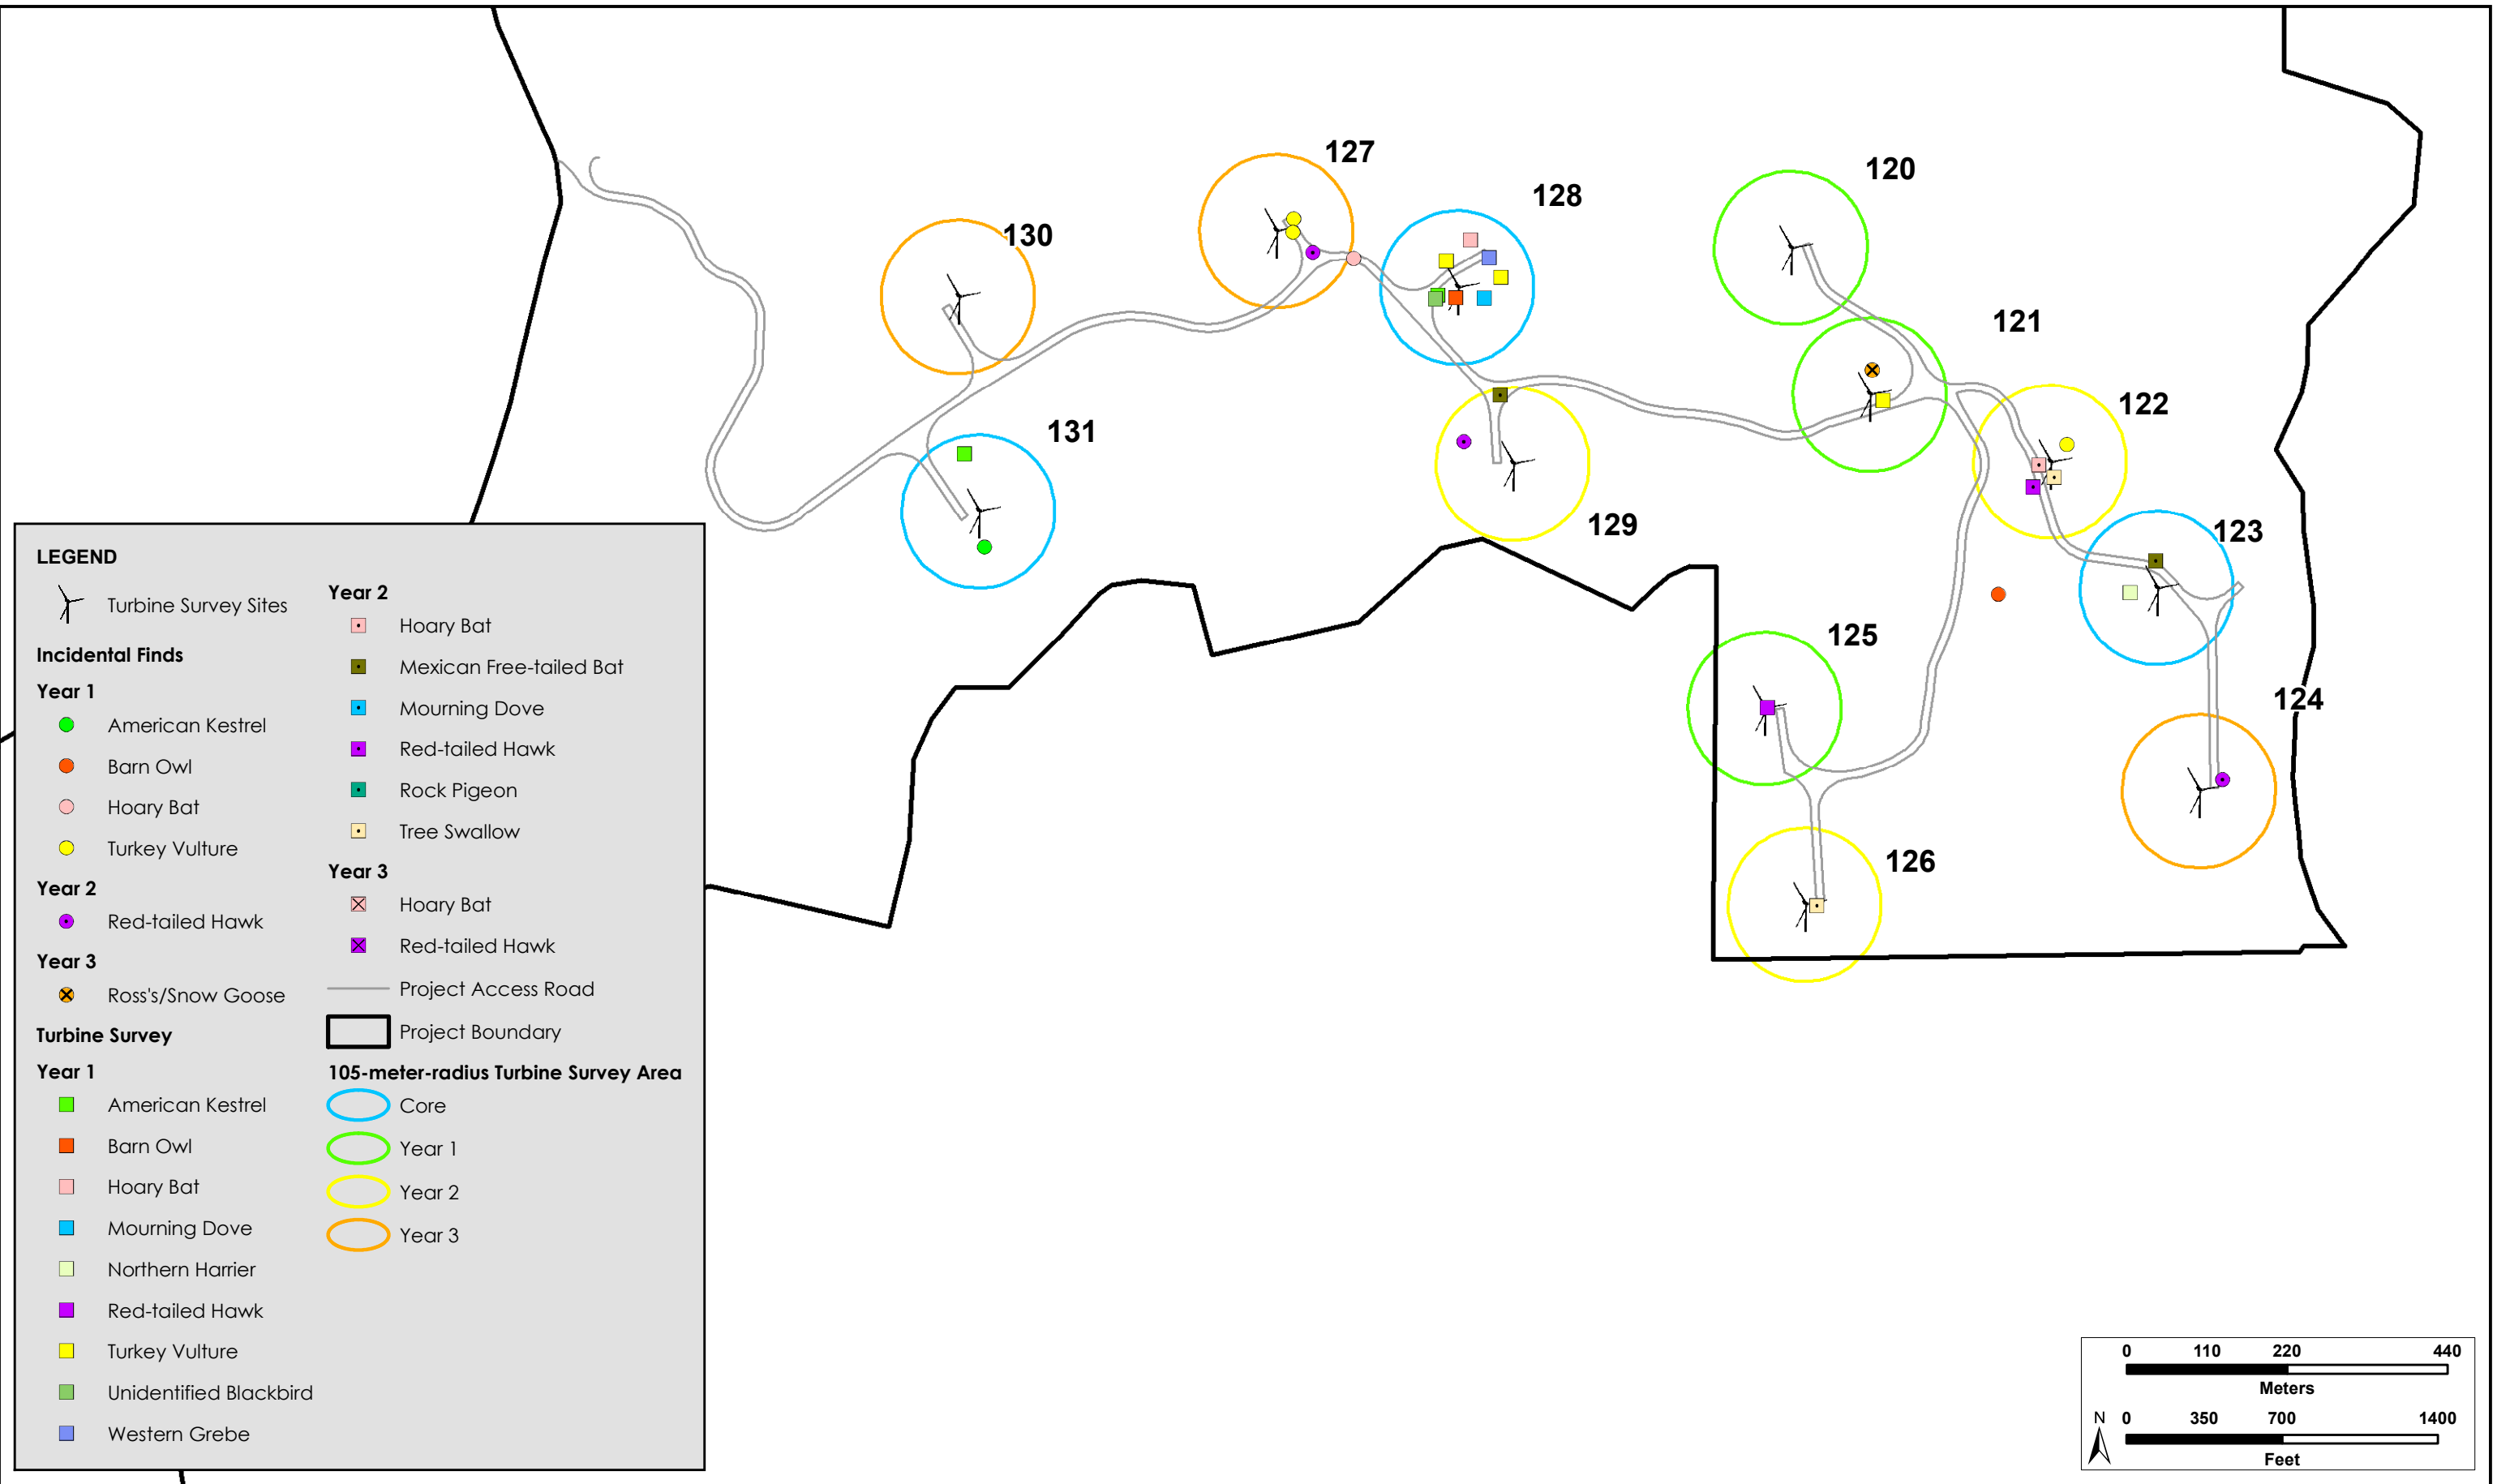 127
120
128
130
121
122
131
129
123
125
124
126
LEGEND
Turbine Survey Sites
Incidental Finds
Year 1
American Kestrel
Barn Owl
Hoary Bat
Turkey Vulture
Year 2
Red-tailed Hawk
Year 3
Ross's/Snow Goose
Turbine Survey
Year 1
American Kestrel
Barn Owl
Hoary Bat
Mourning Dove
Northern Harrier
Red-tailed Hawk
Turkey Vulture
Unidentified Blackbird
Western Grebe
Year 2
Hoary Bat
Mexican Free-tailed Bat
Mourning Dove
Red-tailed Hawk
Rock Pigeon
Tree Swallow
Year 3
Hoary Bat
Red-tailed Hawk
Project Access Road
Project Boundary
105-meter-radius Turbine Survey Area
Core
Year 1
Year 2
Year 3
0 110 220 440
Meters
N 0 350 700 1400
Feet